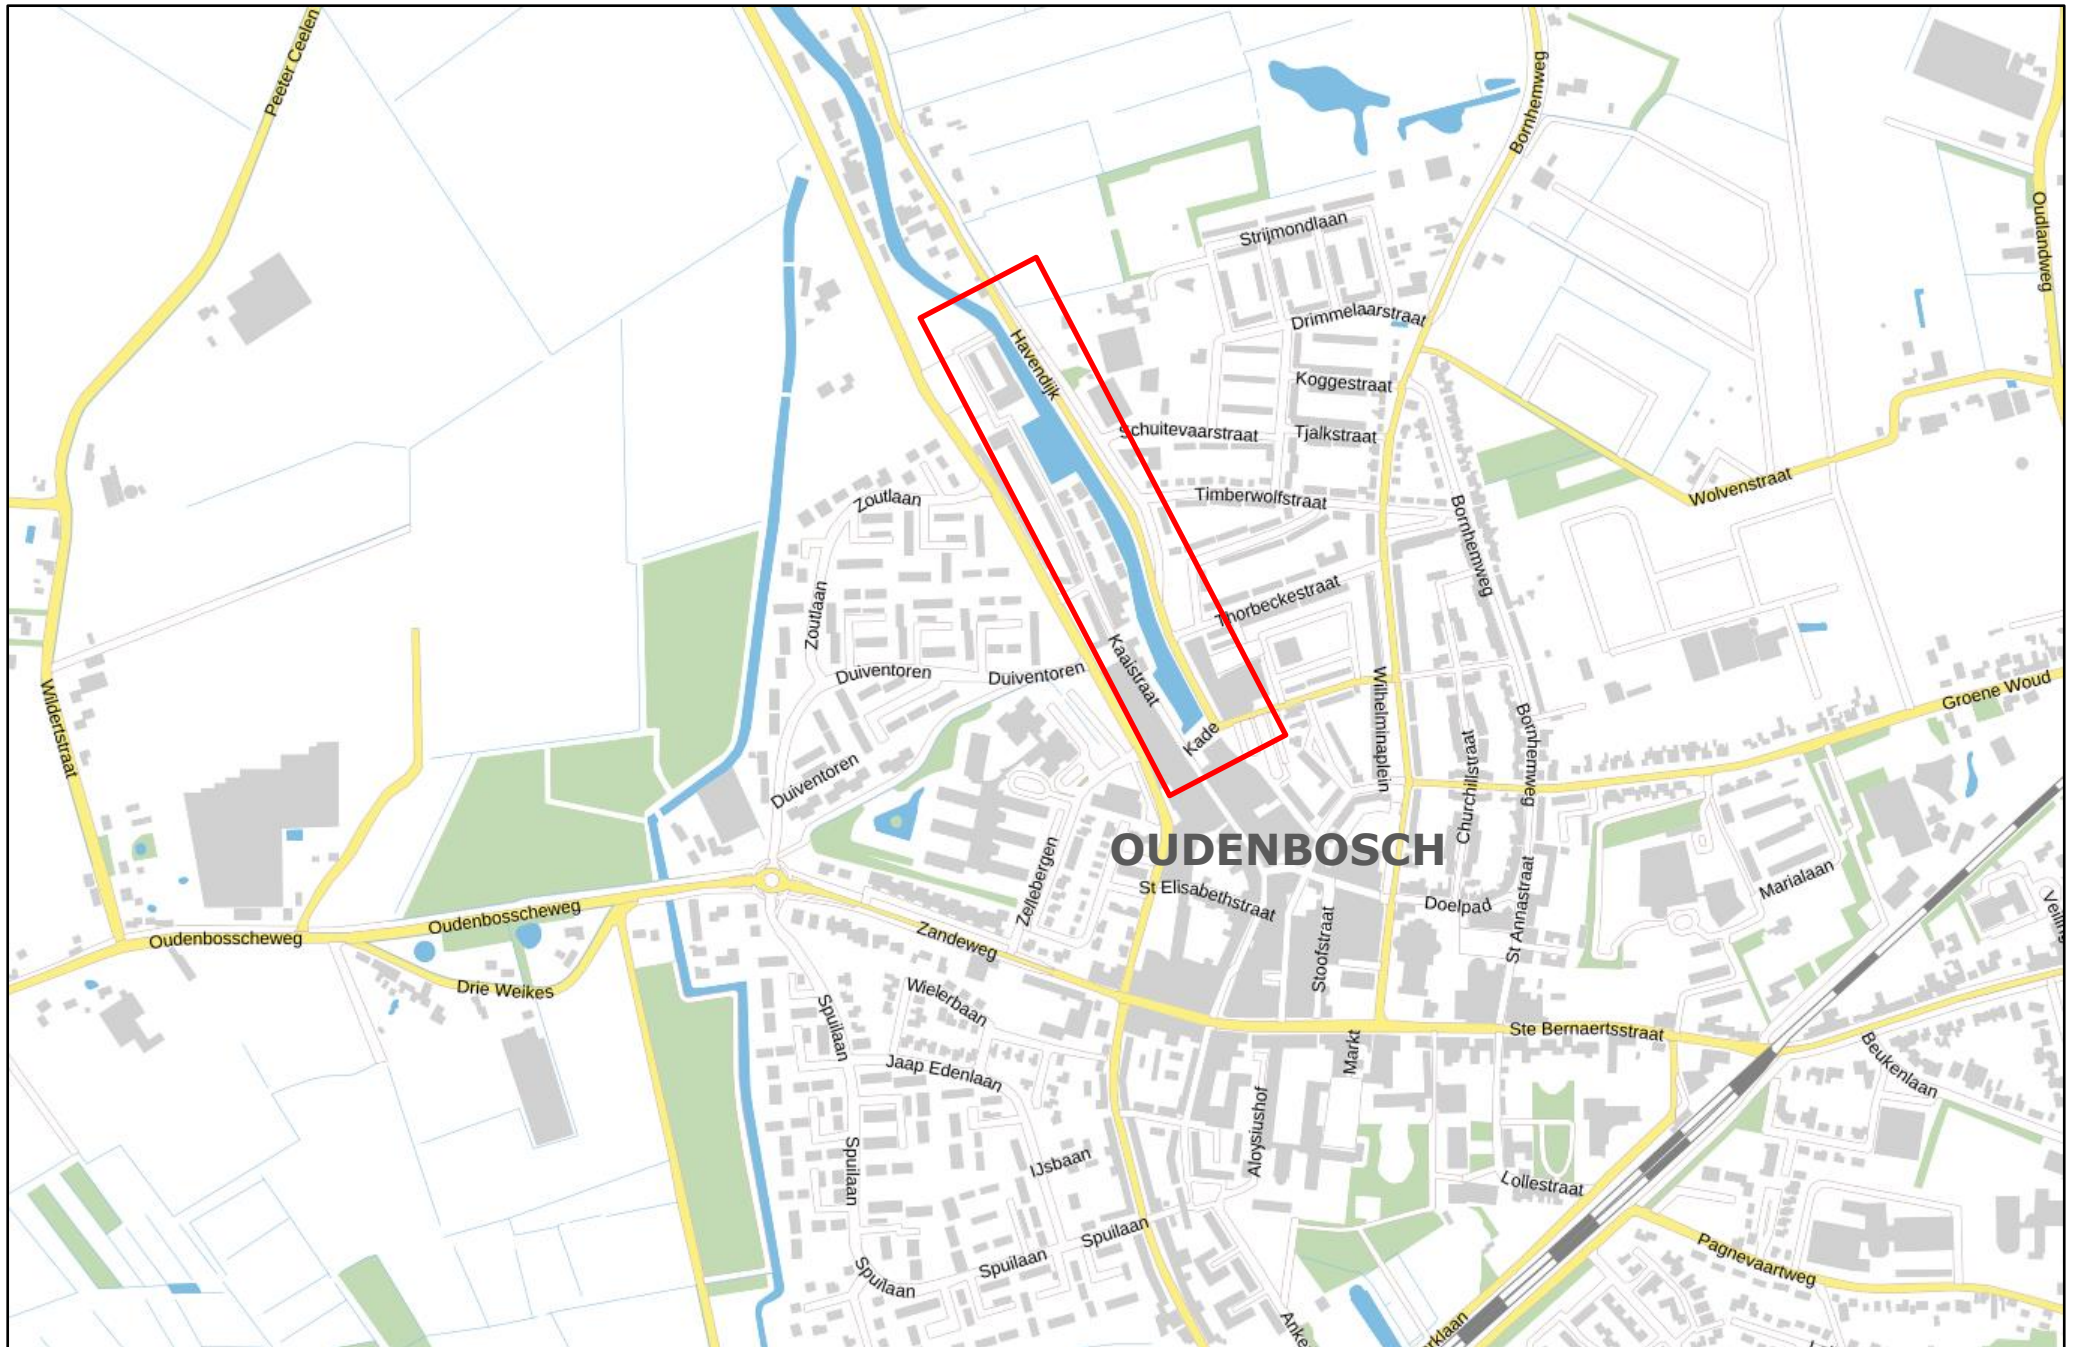 Peeter Ceelen
Bornhemweg
Oudlandweg
Strijmondlaan
Drimmelaarstraat
Havendijk
Koggestraat
Schuitevaarstraat
Tjalkstraat
Zoutlaan
Timberwolfstraat
Wolvenstraat
Bornhemweg
Zoutlaan
Thorbeckestraat
Kaaistraat
Duiventoren
Duiventoren
Wilhelminaplein
Groene Woud
Wildertstraat
Kade
Bornhemweg
Churchillstraat
Duiventoren
OUDENBOSCH
Zellebergen
St Elisabethstraat
Doelpad
St Annastraat
Marialaan
Oudenbosscheweg
Oudenbosscheweg
Zandeweg
Stoofstraat
Drie Weikes
Wielerbaan
Spuilaan
Ste Bernaertsstraat
Markt
Jaap Edenlaan
Beukenlaan
Aloysiushof
Spuilaan
IJsbaan
Lollestraat
Spuilaan
Spuilaan
Spuilaan
Pagnevaartweg